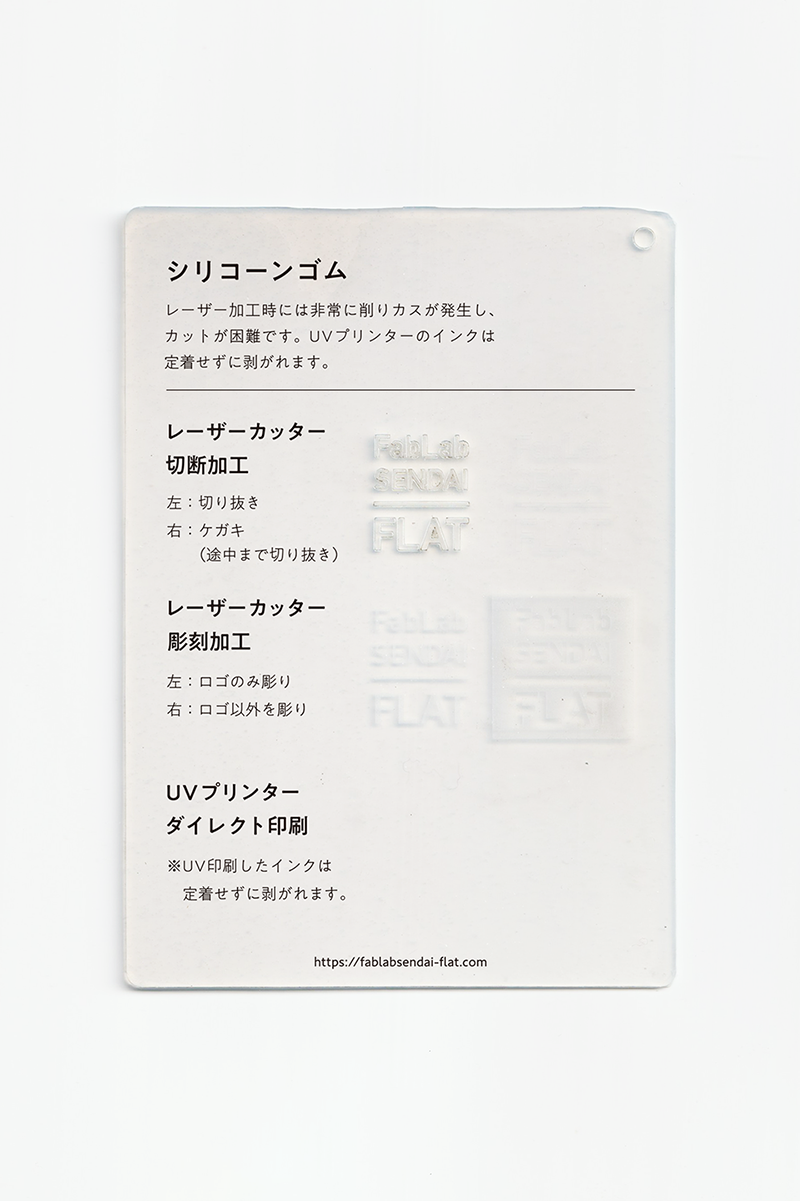 シリコーンゴム
レーザー加工時には非常に削りカスが発生し、
カットが困難です。UVプリンターのインクは
定着せずに剥がれます。
レーザーカッター
切断加工
左：切り抜き
右：ケガキ
（途中まで切り抜き）
FabLab
SENDAI
FLAT
レーザーカッター
彫刻加工
左：ロゴのみ彫り
右：ロゴ以外を彫り
FabLab
SENDAI
FLAT
FabLab
SENDAI
FLAT
UVプリンター
ダイレクト印刷
※UV印刷したインクは
定着せずに剥がれます。
https://fablabsendai-flat.com